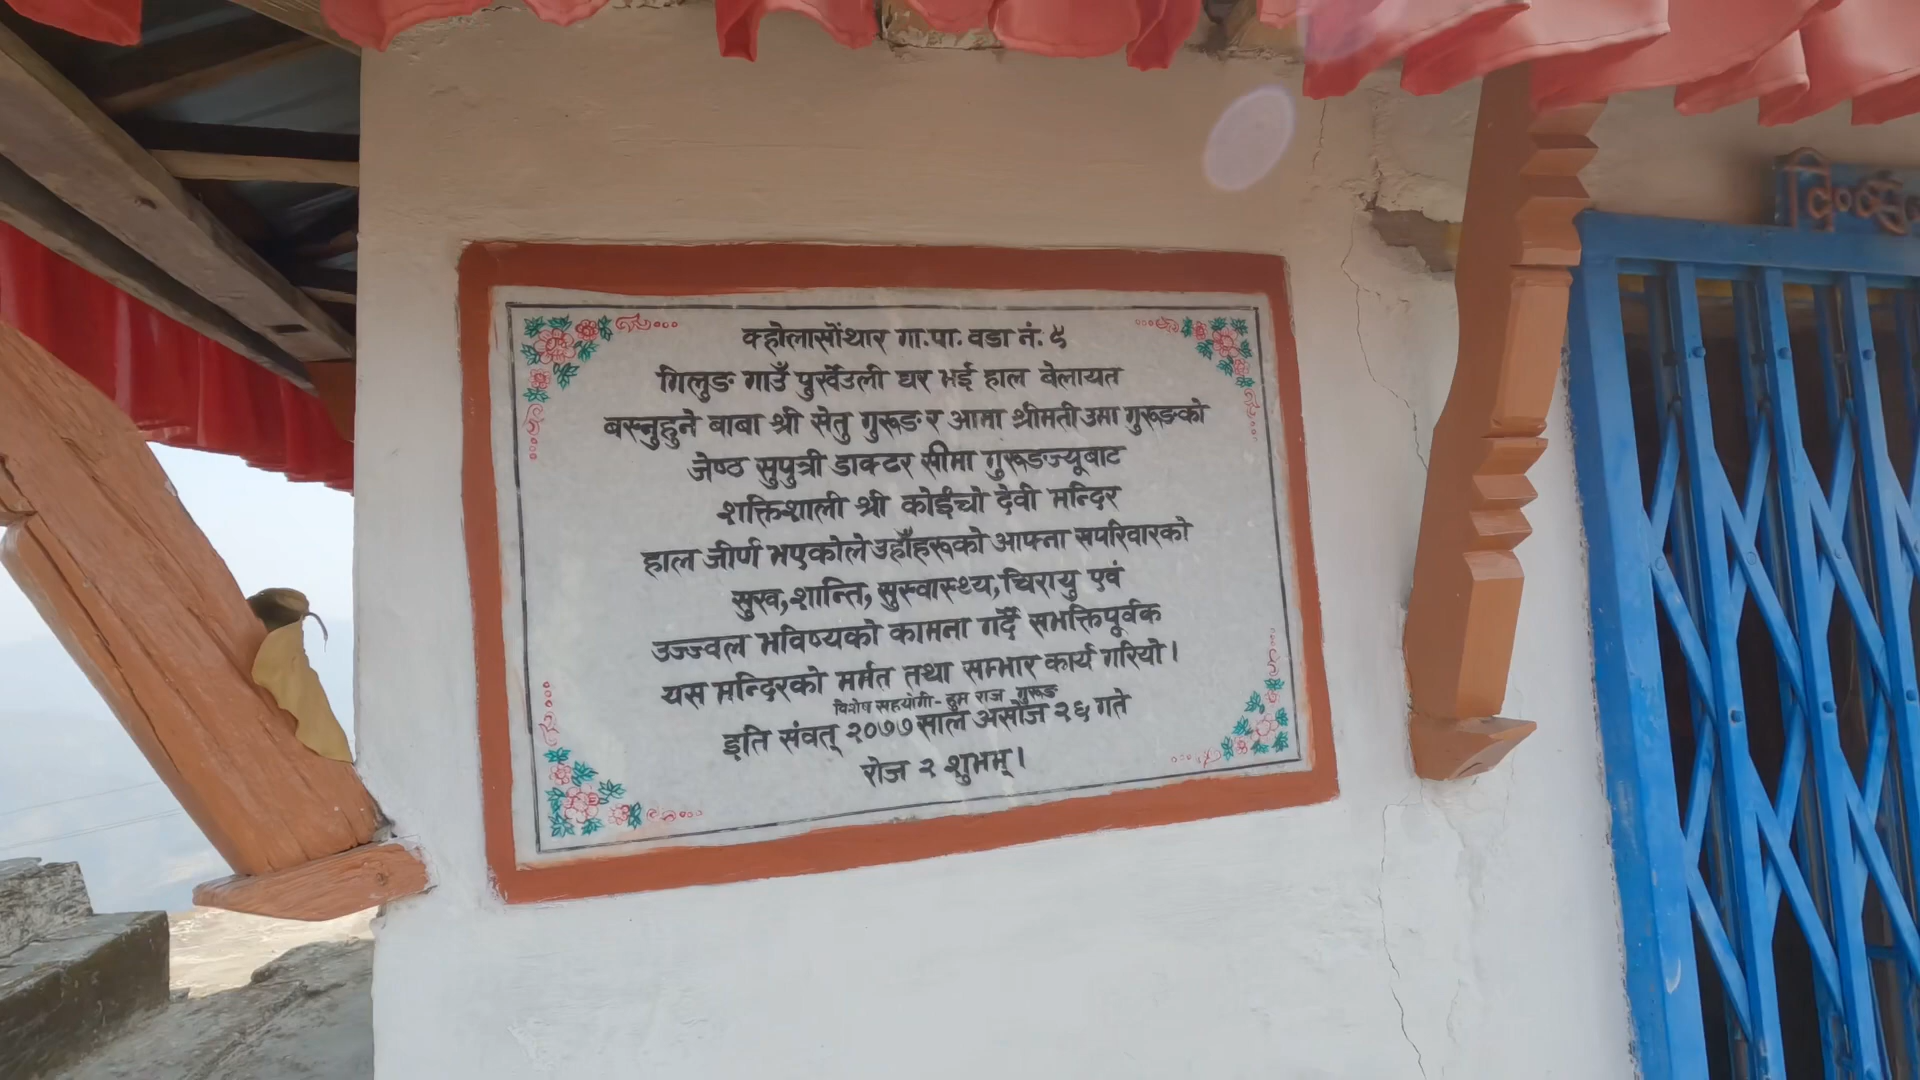 क्होलासोंथार गा.पा. वडा नं. ५
गिलुङ गाउँ पुर्खेउली घर भई हाल बेलायत
बस्नुहुने बाबा श्री सेतु गुरूङ र आमा श्रीमती उमा गुरूङको
जेष्ठ सुपुत्री डाक्टर सीमा गुरूङज्यूबाट
शक्तिशाली श्री कोईंचो देवी मन्दिर
हाल जीर्ण भएकोले उहाँहरूको आफ्ना सपरिवारको
सुख, शान्ति, सुस्वास्थ्य, चिरायु एवं
उज्ज्वल भविष्यको कामना गर्दै सभक्तिपूर्वक
यस मन्दिरको मर्मत तथा सम्भार कार्य गरियो।
विशेष सहयोगी- हुम राज गुरूङ
इति संवत् २०७७ साल असोज २६ गते
रोज २ शुभम्।
वि०